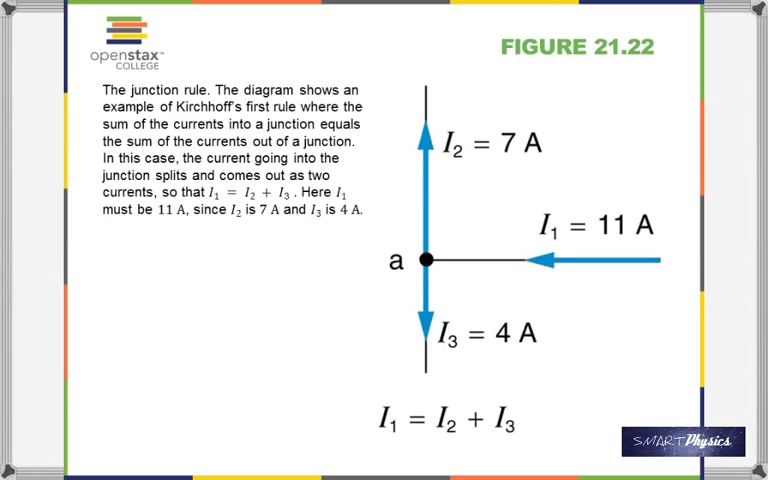 openstax™
COLLEGE
FIGURE 21.22
The junction rule. The diagram shows an
example of Kirchhoff's first rule where the
sum of the currents into a junction equals
the sum of the currents out of a junction.
In this case, the current going into the
junction splits and comes out as two
currents, so that I₁ = I₂ + I₃ . Here I₁
must be 11 A, since I₂ is 7 A and I₃ is 4 A.
I₂ = 7 A
I₁ = 11 A
a
I₃ = 4 A
I₁ = I₂ + I₃
SMARTPhysics